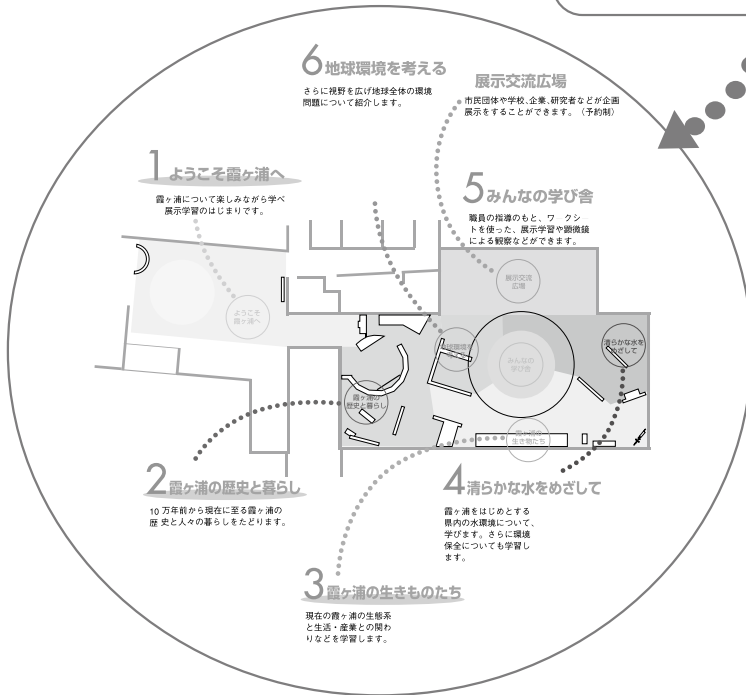 6 地球環境を考える
さらに視野を広げ地球全体の環境
問題について紹介します。
展示交流広場
市民団体や学校、企業、研究者などが企画
展示をすることができます。（予約制）
1 ようこそ霞ヶ浦へ
霞ヶ浦について楽しみながら学べ
展示学習のはじまりです。
5 みんなの学び舎
職員の指導のもと、ワ ークシ
トを使った、展示学習や顕微鏡
による観察などができます。
展示交流
広場
ようこそ
霞ヶ浦へ
みんなの
学び舎
清らかな水を
めざして
霞ヶ浦の
歴史と暮らし
霞ヶ浦の
生き物たち
2 霞ヶ浦の歴史と暮らし
10 万年前から現在に至る霞ヶ浦の
歴 史と人々の暮らしをたどります。
4 清らかな水をめざして
霞ヶ浦をはじめとする
県内の水環境について、
学びます。さらに環境
保全についても学習し
ます。
3 霞ヶ浦の生きものたち
現在の霞ヶ浦の生態系
と生活・産業との関わ
りなどを学習します。